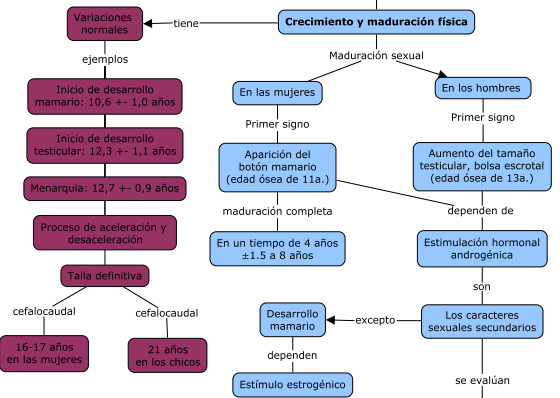 Crecimiento y maduración física
tiene
Variaciones
normales
ejemplos
Inicio de desarrollo
mamario: 10,6 +- 1,0 años
Inicio de desarrollo
testicular: 12,3 +- 1,1 años
Menarquia: 12,7 +- 0,9 años
Proceso de aceleración y
desaceleración
Talla definitiva
cefalocaudal
cefalocaudal
16-17 años
en las mujeres
21 años
en los chicos
Maduración sexual
En las mujeres
Primer signo
Aparición del
botón mamario
(edad ósea de 11a.)
maduración completa
En un tiempo de 4 años
±1.5 a 8 años
En los hombres
Primer signo
Aumento del tamaño
testicular, bolsa escrotal
(edad ósea de 13a.)
dependen de
Estimulación hormonal
androgénica
son
Los caracteres
sexuales secundarios
excepto
Desarrollo
mamario
dependen
Estímulo estrogénico
se evalúan